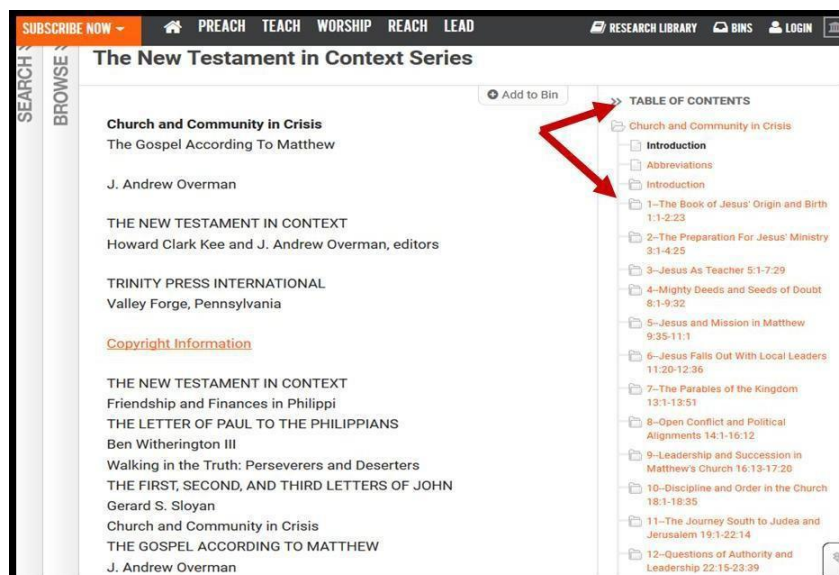 SUBSCRIBE NOW
PREACH TEACH WORSHIP REACH LEAD
RESEARCH LIBRARY BINS LOGIN
SEARCH »
BROWSE »
The New Testament in Context Series
Add to Bin
Church and Community in Crisis
The Gospel According To Matthew
J. Andrew Overman
THE NEW TESTAMENT IN CONTEXT
Howard Clark Kee and J. Andrew Overman, editors
TRINITY PRESS INTERNATIONAL
Valley Forge, Pennsylvania
Copyright Information
THE NEW TESTAMENT IN CONTEXT
Friendship and Finances in Philippi
THE LETTER OF PAUL TO THE PHILIPPIANS
Ben Witherington III
Walking in the Truth: Perseverers and Deserters
THE FIRST, SECOND, AND THIRD LETTERS OF JOHN
Gerard S. Sloyan
Church and Community in Crisis
THE GOSPEL ACCORDING TO MATTHEW
J. Andrew Overman
» TABLE OF CONTENTS
Church and Community in Crisis
Introduction
Abbreviations
Introduction
1--The Book of Jesus' Origin and Birth
1:1-2:23
2--The Preparation For Jesus' Ministry
3:1-4:25
3--Jesus As Teacher 5:1-7:29
4--Mighty Deeds and Seeds of Doubt
8:1-9:32
5--Jesus and Mission in Matthew
9:35-11:1
6--Jesus Falls Out With Local Leaders
11:20-12:36
7--The Parables of the Kingdom
13:1-13:51
8--Open Conflict and Political
Alignments 14:1-16:12
9--Leadership and Succession in
Matthew's Church 16:13-17:20
10--Discipline and Order in the Church
18:1-18:35
11--The Journey South to Judea and
Jerusalem 19:1-22:14
12--Questions of Authority and
Leadership 22:15-23:39